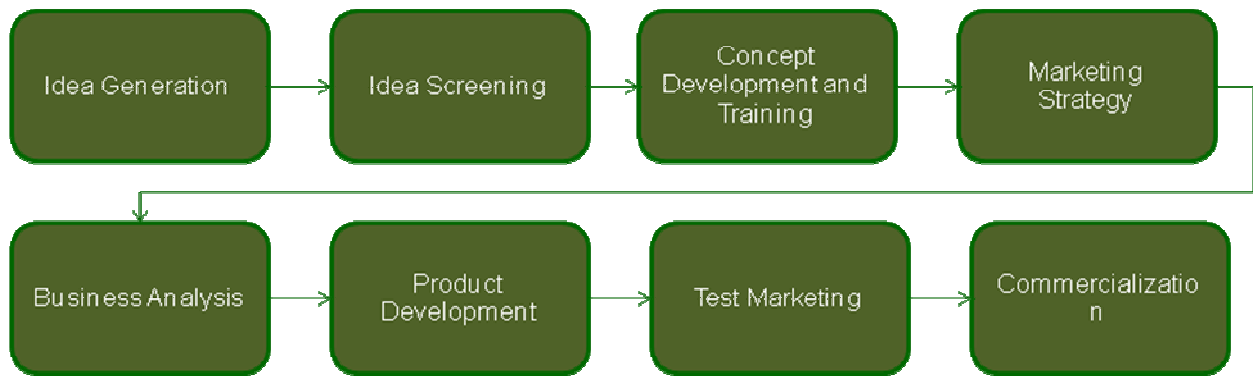 Idea Generation
Idea Screening
Concept
Development and
Training
Marketing
Strategy
Business Analysis
Product
Development
Test Marketing
Commercializatio
n